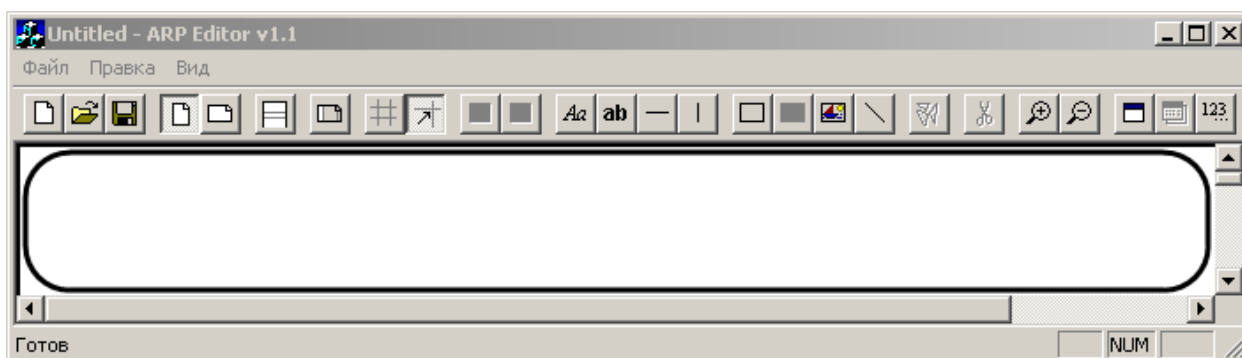 Untitled - ARP Editor v1.1
Файл Правка Вид
Aa ab 123
Готов NUM